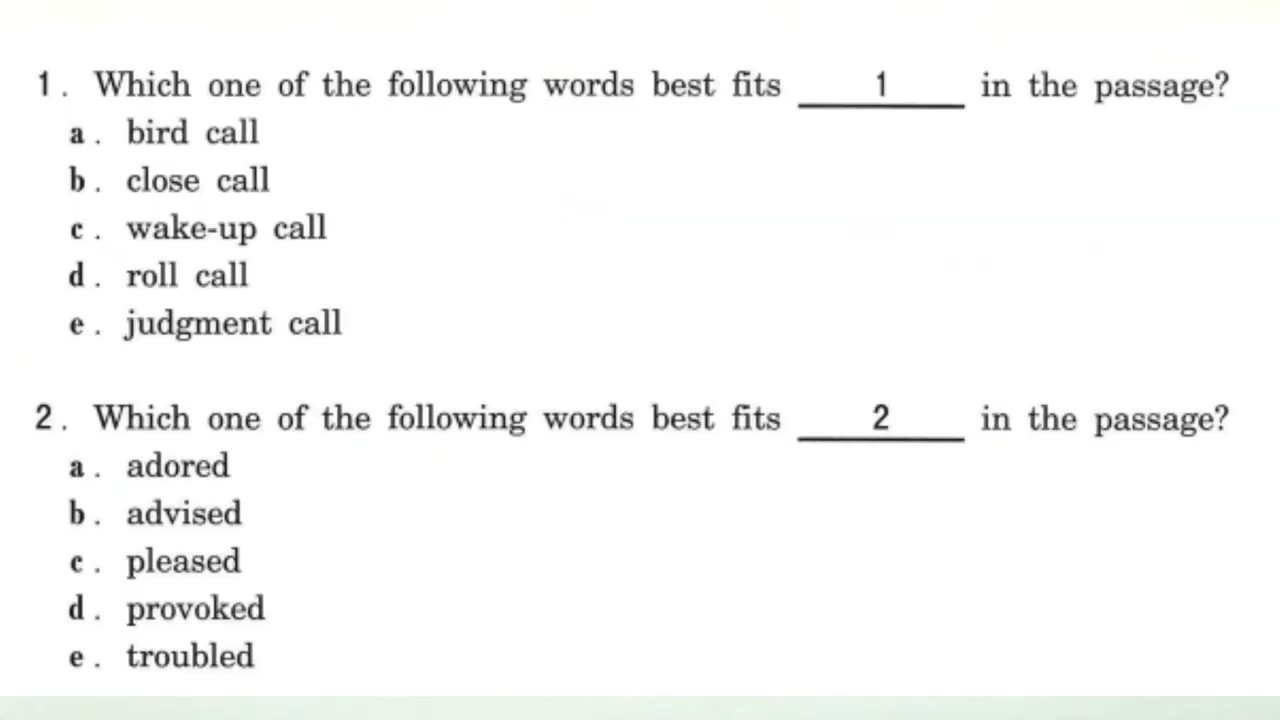 1. Which one of the following words best fits 1 in the passage?
a. bird call
b. close call
c. wake-up call
d. roll call
e. judgment call
2. Which one of the following words best fits 2 in the passage?
a. adored
b. advised
c. pleased
d. provoked
e. troubled